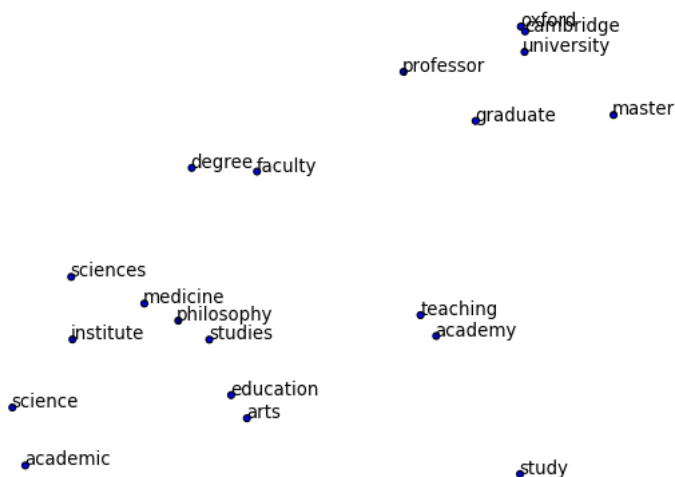 oxford
cambridge
university
professor
graduate
master
degree
faculty
sciences
medicine
philosophy
teaching
institute
studies
academy
education
science
arts
academic
study